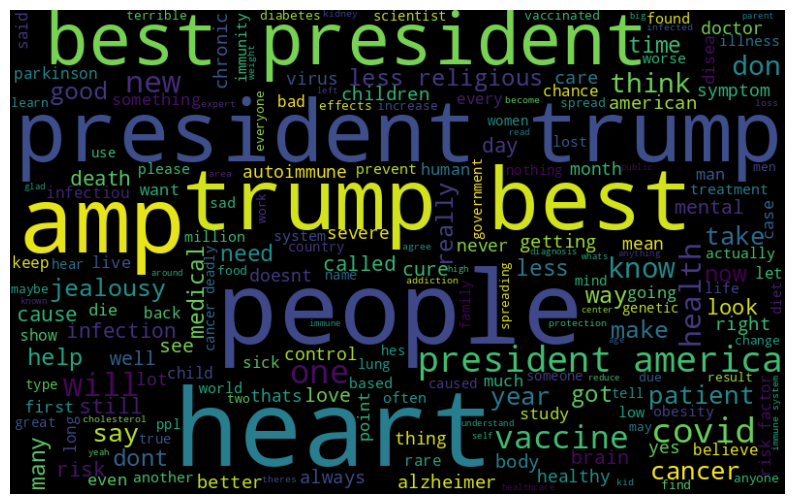 said terrible diabetes scientist vaccinated kidney big found infected parent
best president
chronic immunity weight time doctor worse illness
parkinson new virus less religious care don
good something children think disea symptom
learn expert left bad effects increase every chance american become spread loss
president trump
everyone women read lost day
use please autoimmune prevent human nothing month man men public
death area infectiou want government treatment
glad sad work trump best mental case
amp million severe never getting mean take
keep hear live system country agree really
maybe food need doesnt called cure less know actually
around name diagnosis whats now let
jealousy medical cancer deadly addiction high mind way going health life
known people spreading genetic diet
cause die back immune family protection center look
show infection see control make right change
help well sick lung hes president america
type will lot child one based caused much someone tell due age result
first still world thats love year got patient reduce
two often low obesity may
great cholesterol ppl point study risk factor immune system
say long true heart understand vaccine yes covid
many yeah dont thing self brain believe
risk better always rare body cancer
even another theres alzheimer healthcare healthy kid find anyone